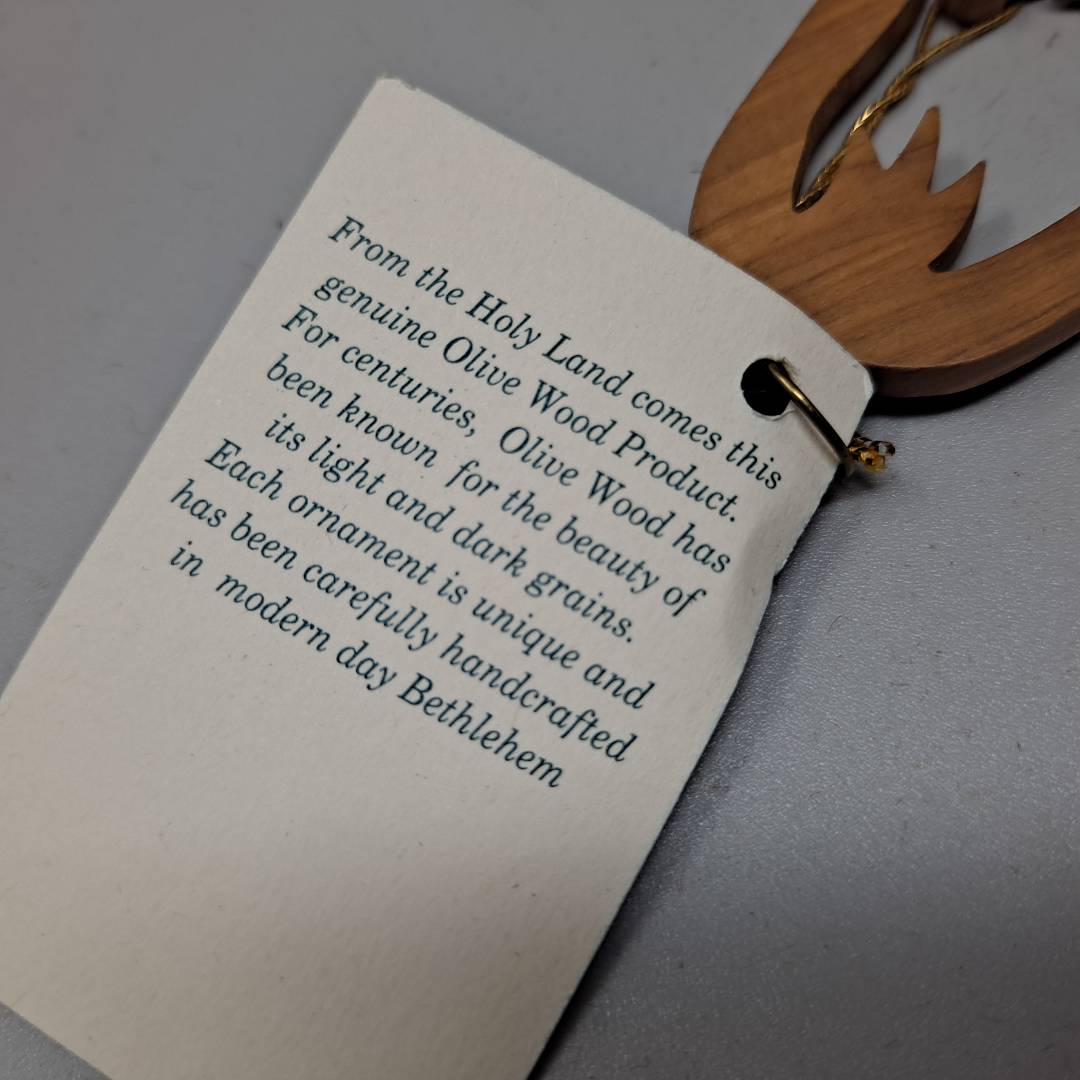 From the Holy Land comes this
genuine Olive Wood Product.
For centuries, Olive Wood has
been known for the beauty of
its light and dark grains.
Each ornament is unique and
has been carefully handcrafted
in modern day Bethlehem